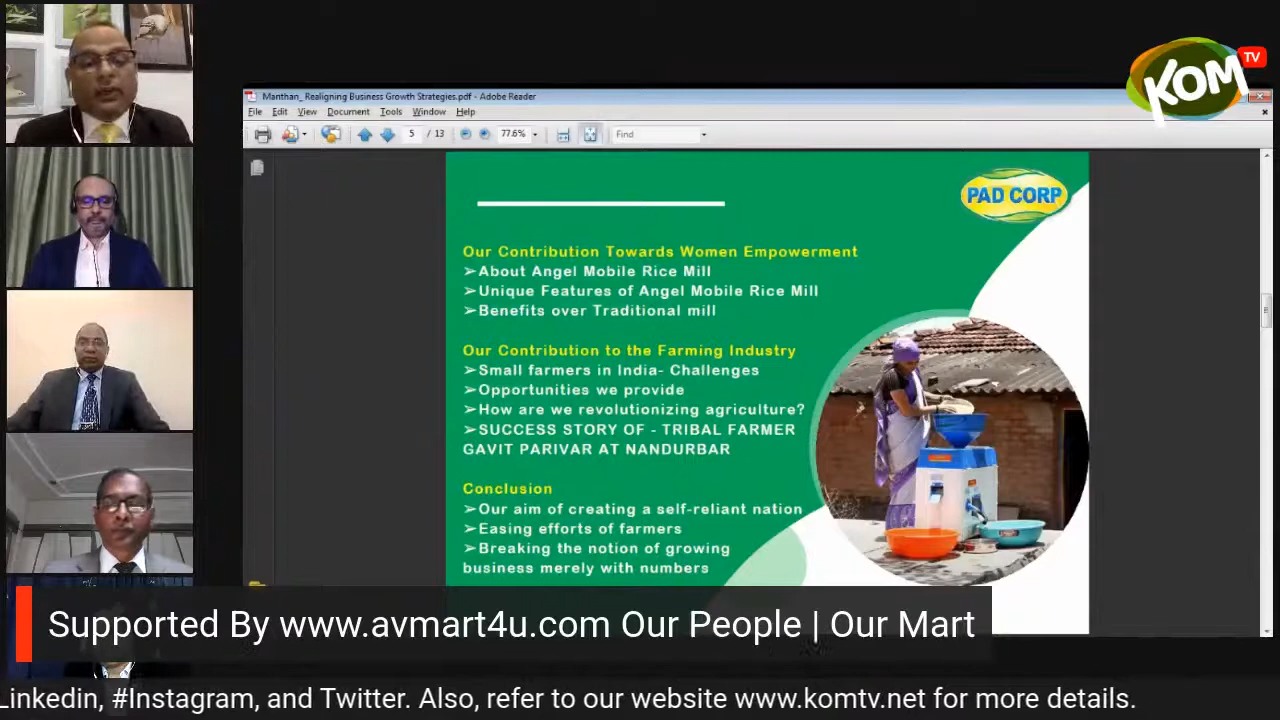 KOM TV
Manthan_ Realigning Business Growth Strategies.pdf - Adobe Reader
File Edit View Document Tools Window Help
5 / 13 77.6% Find
PAD CORP
Our Contribution Towards Women Empowerment
➢About Angel Mobile Rice Mill
➢Unique Features of Angel Mobile Rice Mill
➢Benefits over Traditional mill
Our Contribution to the Farming Industry
➢Small farmers in India- Challenges
➢Opportunities we provide
➢How are we revolutionizing agriculture?
➢SUCCESS STORY OF - TRIBAL FARMER
GAVIT PARIVAR AT NANDURBAR
Conclusion
➢Our aim of creating a self-reliant nation
➢Easing efforts of farmers
➢Breaking the notion of growing
business merely with numbers
Supported By www.avmart4u.com Our People | Our Mart
Linkedin, #Instagram, and Twitter. Also, refer to our website www.komtv.net for more details.